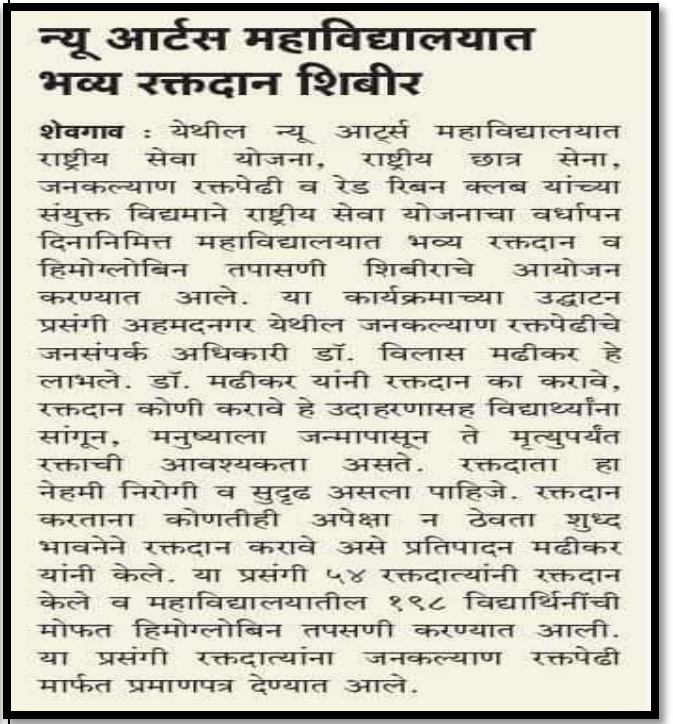 न्यू आर्टस महाविद्यालयात
भव्य रक्तदान शिबीर
शेवगाव : येथील न्यू आर्ट्स महाविद्यालयात
राष्ट्रीय सेवा योजना, राष्ट्रीय छात्र सेना,
जनकल्याण रक्तपेढी व रेड रिबन क्लब यांच्या
संयुक्त विद्यमाने राष्ट्रीय सेवा योजनाचा वर्धापन
दिनानिमित्त महाविद्यालयात भव्य रक्तदान व
हिमोग्लोबिन तपासणी शिबीराचे आयोजन
करण्यात आले. या कार्यक्रमाच्या उद्घाटन
प्रसंगी अहमदनगर येथील जनकल्याण रक्तपेढीचे
जनसंपर्क अधिकारी डॉ. विलास मढीकर हे
लाभले. डॉ. मढीकर यांनी रक्तदान का करावे,
रक्तदान कोणी करावे हे उदाहरणासह विद्यार्थ्यांना
सांगून, मनुष्याला जन्मापासून ते मृत्युपर्यंत
रक्ताची आवश्यकता असते. रक्तदाता हा
नेहमी निरोगी व सुदृढ असला पाहिजे. रक्तदान
करताना कोणतीही अपेक्षा न ठेवता शुध्द
भावनेने रक्तदान करावे असे प्रतिपादन मढीकर
यांनी केले. या प्रसंगी ५४ रक्तदात्यांनी रक्तदान
केले व महाविद्यालयातील १९८ विद्यार्थिनींची
मोफत हिमोग्लोबिन तपसणी करण्यात आली.
या प्रसंगी रक्तदात्यांना जनकल्याण रक्तपेढी
मार्फत प्रमाणपत्र देण्यात आले.